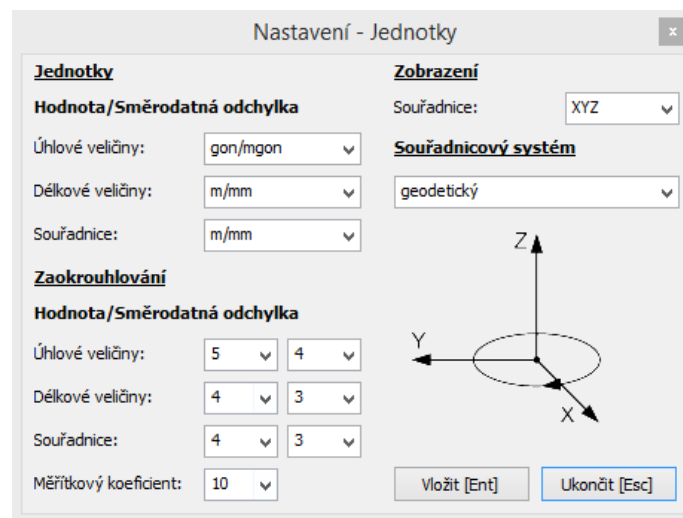 Nastavení - Jednotky
x
Jednotky
Hodnota/Směrodatná odchylka
Úhlové veličiny: gon/mgon
Délkové veličiny: m/mm
Souřadnice: m/mm
Zaokrouhlování
Hodnota/Směrodatná odchylka
Úhlové veličiny: 5 4
Délkové veličiny: 4 3
Souřadnice: 4 3
Měřítkový koeficient: 10
Zobrazení
Souřadnice: XYZ
Souřadnicový systém
geodetický
Z
Y
X
Vložit [Ent] Ukončit [Esc]